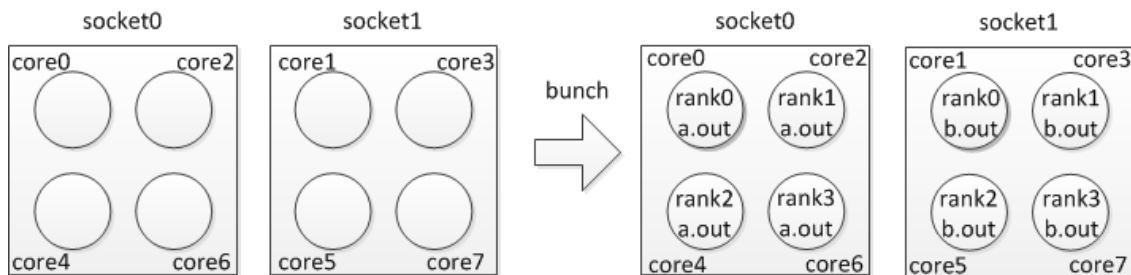 socket0 socket1 socket0 socket1
core0 core2 core1 core3 core0 core2 core1 core3
bunch
rank0 rank1 rank0 rank1
a.out a.out b.out b.out
rank2 rank3 rank2 rank3
a.out a.out b.out b.out
core4 core6 core5 core7 core4 core6 core5 core7